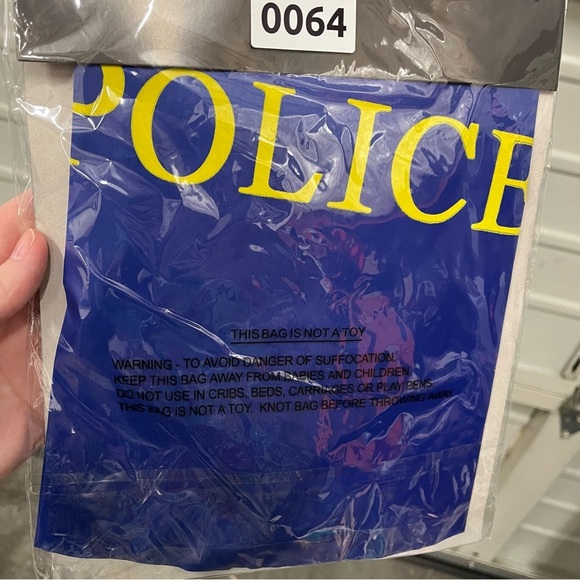 0064
POLICE
THIS BAG IS NOT A TOY
WARNING - TO AVOID DANGER OF SUFFOCATION,
KEEP THIS BAG AWAY FROM BABIES AND CHILDREN.
DO NOT USE IN CRIBS, BEDS, CARRIAGES OR PLAY PENS
THIS BAG IS NOT A TOY. KNOT BAG BEFORE THROWING AWAY